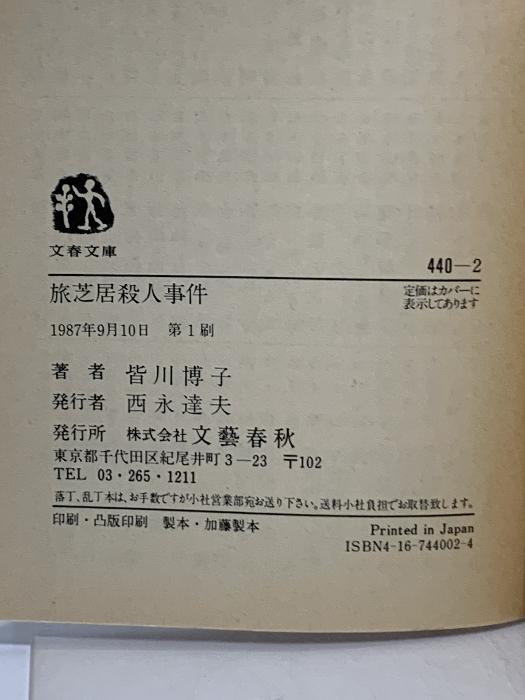 文春文庫
440—2
定価はカバーに
表示してあります
旅芝居殺人事件
1987年9月10日　第1刷
著　者　皆川博子
発行者　西永達夫
発行所　株式会社 文藝春秋
東京都千代田区紀尾井町3—23　〒102
TEL 03・265・1211
落丁、乱丁本は、お手数ですが小社営業部宛お送り下さい。送料小社負担でお取替致します。
印刷・凸版印刷　製本・加藤製本
Printed in Japan
ISBN4-16-744002-4